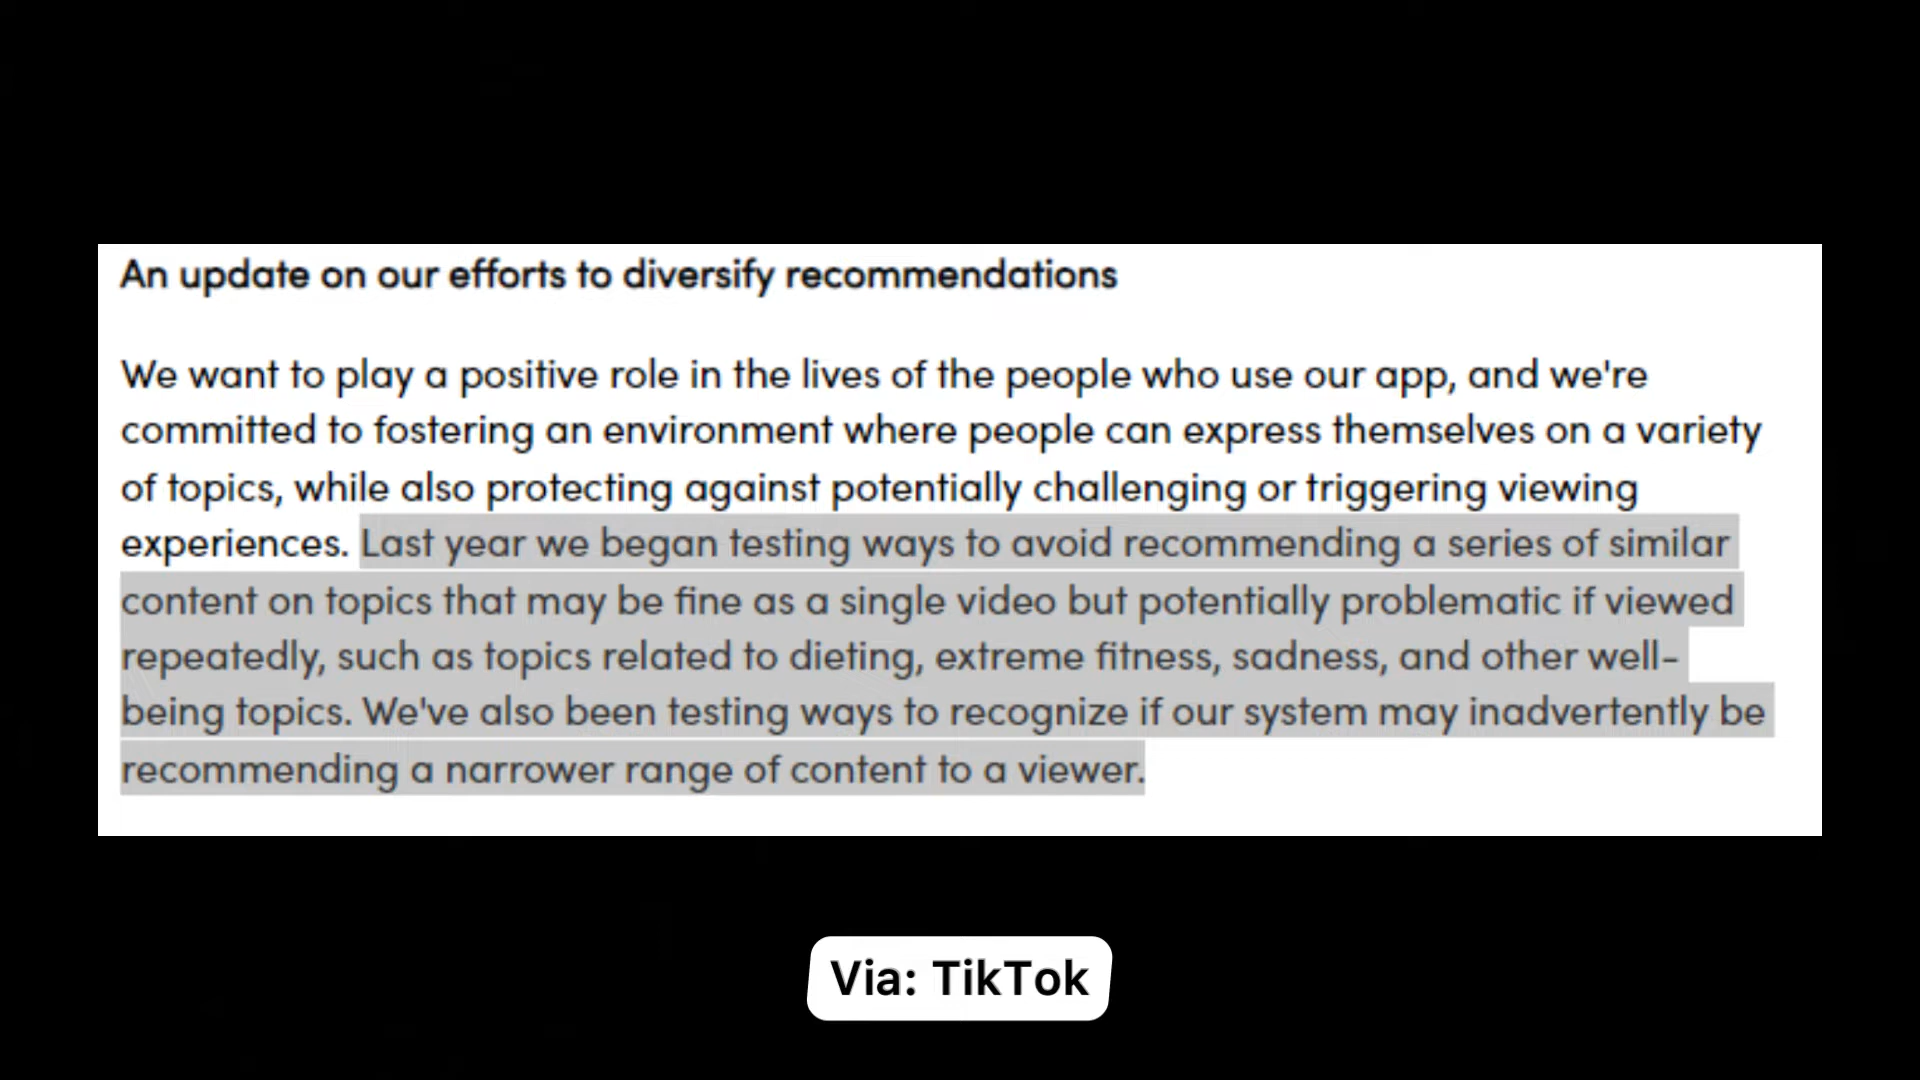 An update on our efforts to diversify recommendations
We want to play a positive role in the lives of the people who use our app, and we're
committed to fostering an environment where people can express themselves on a variety
of topics, while also protecting against potentially challenging or triggering viewing
experiences. Last year we began testing ways to avoid recommending a series of similar
content on topics that may be fine as a single video but potentially problematic if viewed
repeatedly, such as topics related to dieting, extreme fitness, sadness, and other well-
being topics. We've also been testing ways to recognize if our system may inadvertently be
recommending a narrower range of content to a viewer.
Via: TikTok